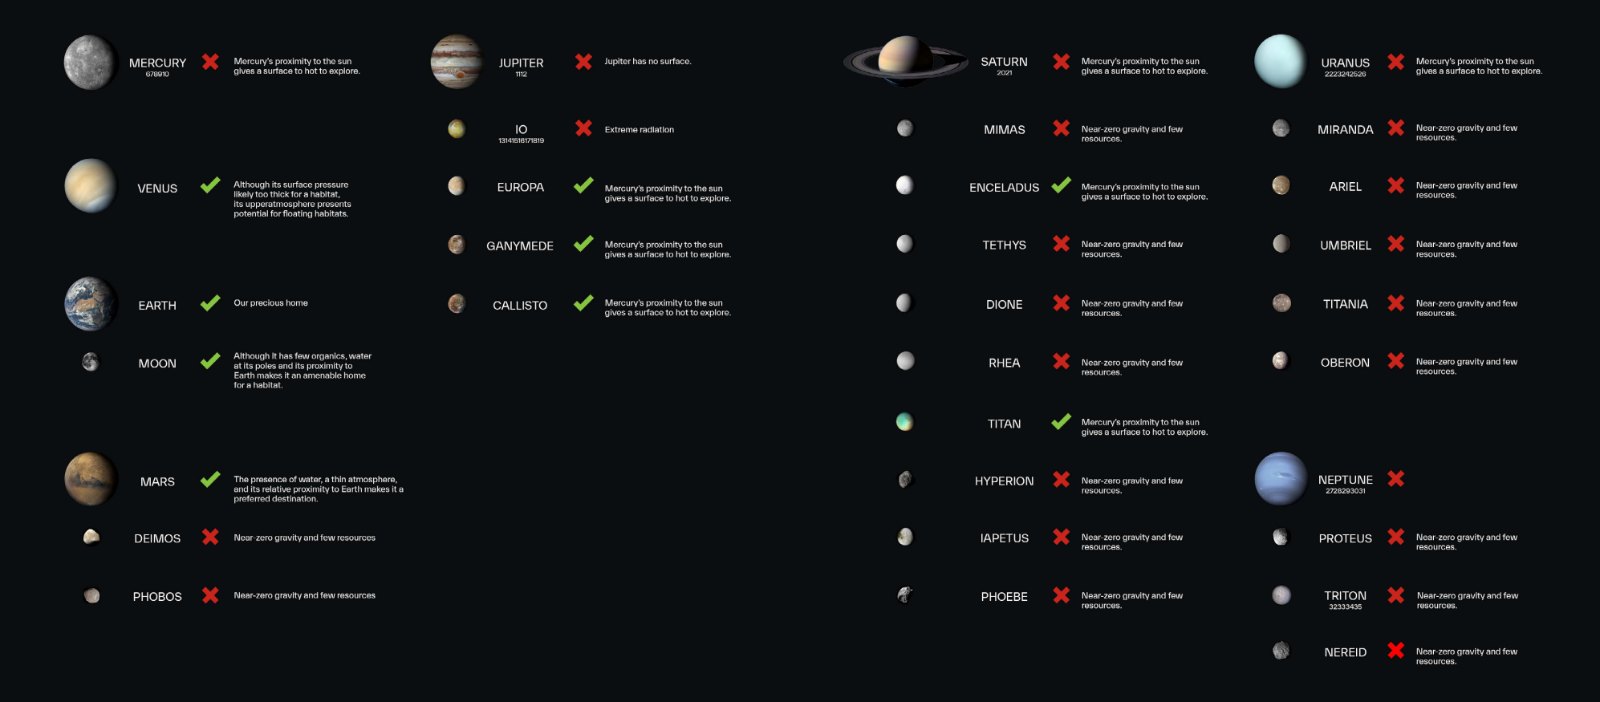 MERCURY
678910
Mercury's proximity to the sun
gives a surface to hot to explore.
VENUS
Although its surface pressure
likely too thick for a habitat,
its upperatmosphere presents
potential for floating habitats.
EARTH
Our precious home
MOON
Although It has few organics, water
at its poles and its proximity to
Earth makes it an amenable home
for a habitat.
MARS
The presence of water, a thin atmosphere,
and its relative proximity to Earth makes it a
preferred destination.
DEIMOS
Near-zero gravity and few resources
PHOBOS
Near-zero gravity and few resources
JUPITER
1112
Jupiter has no surface.
IO
13141516171819
Extreme radiation
EUROPA
Mercury's proximity to the sun
gives a surface to hot to explore.
GANYMEDE
Mercury's proximity to the sun
gives a surface to hot to explore.
CALLISTO
Mercury's proximity to the sun
gives a surface to hot to explore.
SATURN
2021
Mercury's proximity to the sun
gives a surface to hot to explore.
MIMAS
Near-zero gravity and few
resources.
ENCELADUS
Mercury's proximity to the sun
gives a surface to hot to explore.
TETHYS
Near-zero gravity and few
resources.
DIONE
Near-zero gravity and few
resources.
RHEA
Near-zero gravity and few
resources.
TITAN
Mercury's proximity to the sun
gives a surface to hot to explore.
HYPERION
Near-zero gravity and few
resources.
IAPETUS
Near-zero gravity and few
resources.
PHOEBE
Near-zero gravity and few
resources.
URANUS
2223242526
Mercury's proximity to the sun
gives a surface to hot to explore.
MIRANDA
Near-zero gravity and few
resources.
ARIEL
Near-zero gravity and few
resources.
UMBRIEL
Near-zero gravity and few
resources.
TITANIA
Near-zero gravity and few
resources.
OBERON
Near-zero gravity and few
resources.
NEPTUNE
2728293031
PROTEUS
Near-zero gravity and few
resources.
TRITON
32333435
Near-zero gravity and few
resources.
NEREID
Near-zero gravity and few
resources.